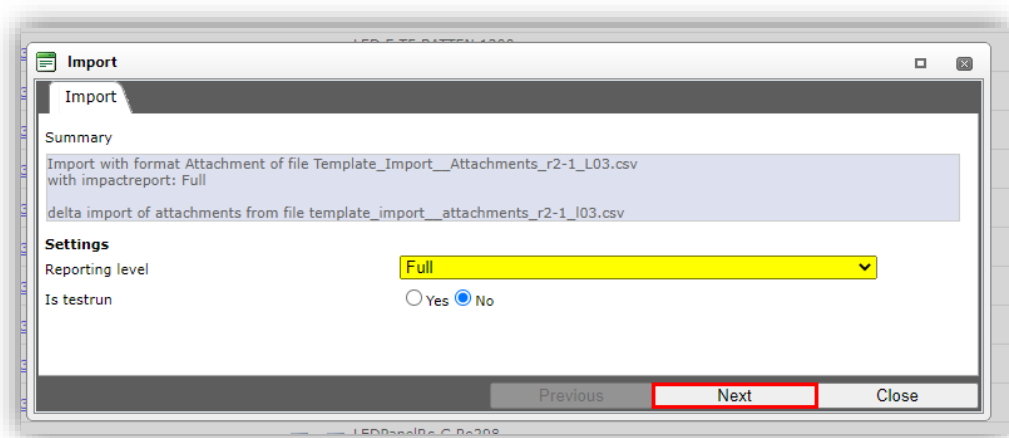 Import
Import
Summary
Import with format Attachment of file Template_Import__Attachments_r2-1_L03.csv
with impactreport: Full
delta import of attachments from file template_import__attachments_r2-1_l03.csv
Settings
Reporting level Full
Is testrun Yes No
Previous Next Close